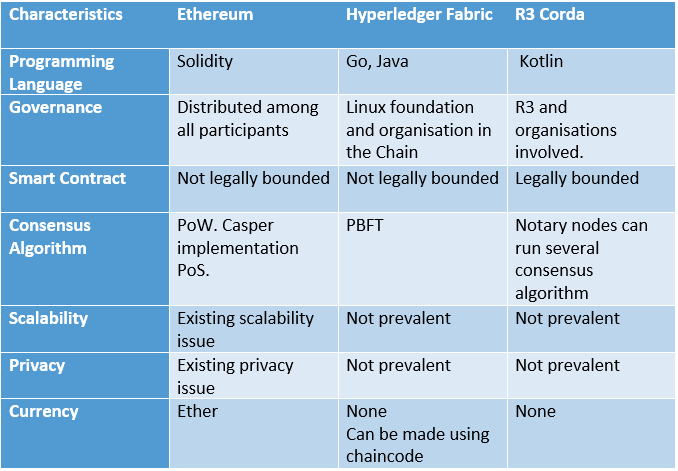 Characteristics Ethereum Hyperledger Fabric R3 Corda
Programming Language Solidity Go, Java Kotlin
Governance Distributed among all participants Linux foundation and organisation in the Chain R3 and organisations involved.
Smart Contract Not legally bounded Not legally bounded Legally bounded
Consensus Algorithm PoW. Casper implementation PoS. PBFT Notary nodes can run several consensus algorithm
Scalability Existing scalability issue Not prevalent Not prevalent
Privacy Existing privacy issue Not prevalent Not prevalent
Currency Ether None Can be made using chaincode None